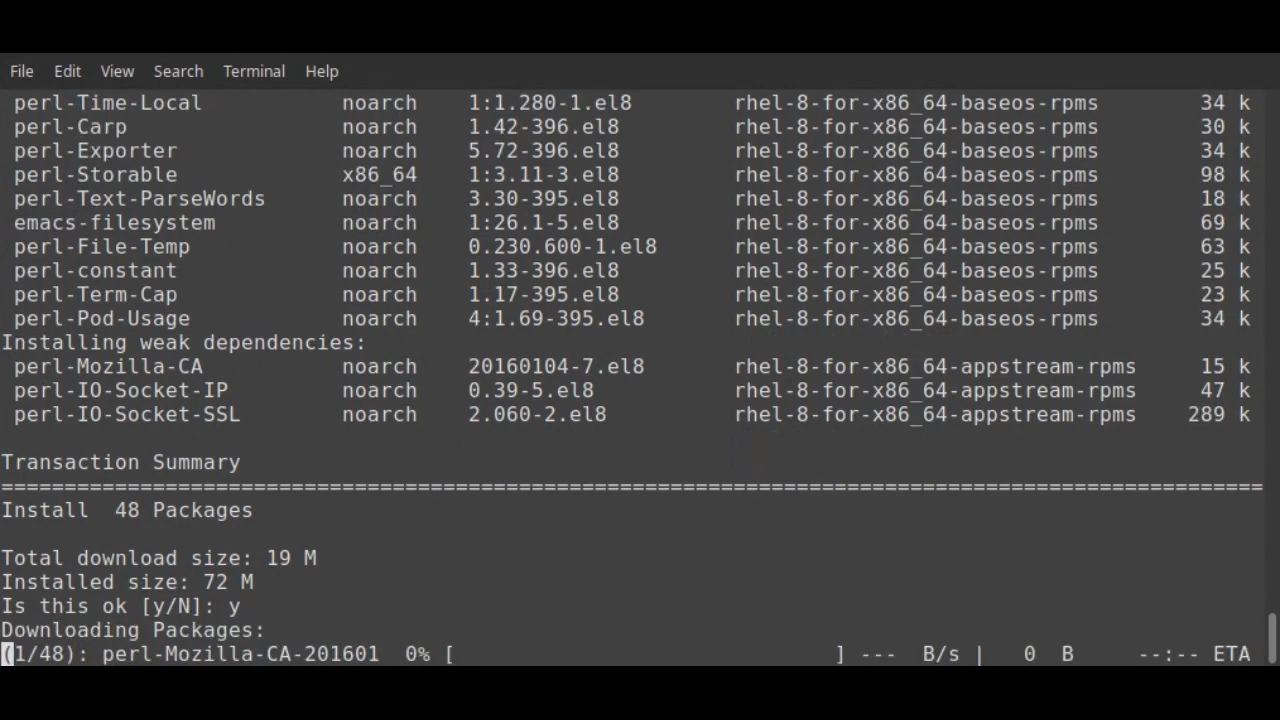 File Edit View Search Terminal Help
perl-Time-Local noarch 1:1.280-1.el8 rhel-8-for-x86_64-baseos-rpms 34 k
perl-Carp noarch 1.42-396.el8 rhel-8-for-x86_64-baseos-rpms 30 k
perl-Exporter noarch 5.72-396.el8 rhel-8-for-x86_64-baseos-rpms 34 k
perl-Storable x86_64 1:3.11-3.el8 rhel-8-for-x86_64-baseos-rpms 98 k
perl-Text-ParseWords noarch 3.30-395.el8 rhel-8-for-x86_64-baseos-rpms 18 k
emacs-filesystem noarch 1:26.1-5.el8 rhel-8-for-x86_64-baseos-rpms 69 k
perl-File-Temp noarch 0.230.600-1.el8 rhel-8-for-x86_64-baseos-rpms 63 k
perl-constant noarch 1.33-396.el8 rhel-8-for-x86_64-baseos-rpms 25 k
perl-Term-Cap noarch 1.17-395.el8 rhel-8-for-x86_64-baseos-rpms 23 k
perl-Pod-Usage noarch 4:1.69-395.el8 rhel-8-for-x86_64-baseos-rpms 34 k
Installing weak dependencies:
perl-Mozilla-CA noarch 20160104-7.el8 rhel-8-for-x86_64-appstream-rpms 15 k
perl-IO-Socket-IP noarch 0.39-5.el8 rhel-8-for-x86_64-appstream-rpms 47 k
perl-IO-Socket-SSL noarch 2.060-2.el8 rhel-8-for-x86_64-appstream-rpms 289 k
Transaction Summary
====================================================================================================
Install  48 Packages
Total download size: 19 M
Installed size: 72 M
Is this ok [y/N]: y
Downloading Packages:
(1/48): perl-Mozilla-CA-201601  0% [ ] ---  B/s |   0  B     --:-- ETA